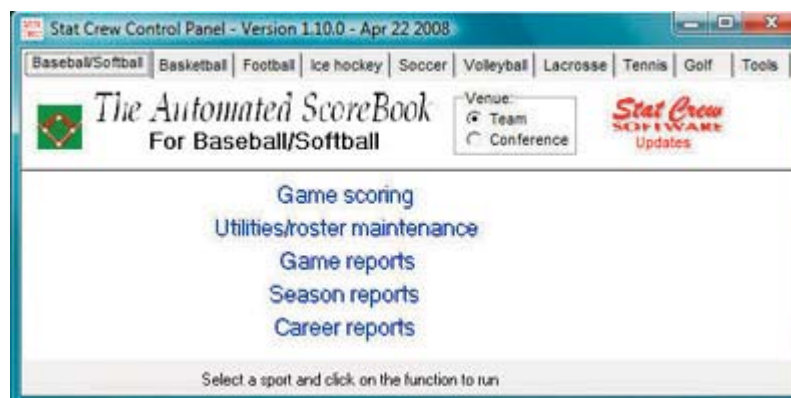 Stat Crew Control Panel - Version 1.10.0 - Apr 22 2008
Baseball/Softball Basketball Football Ice hockey Soccer Volleyball Lacrosse Tennis Golf Tools
The Automated ScoreBook
For Baseball/Softball
Venue:
Team
Conference
Stat Crew
SOFTWARE
Updates
Game scoring
Utilities/roster maintenance
Game reports
Season reports
Career reports
Select a sport and click on the function to run